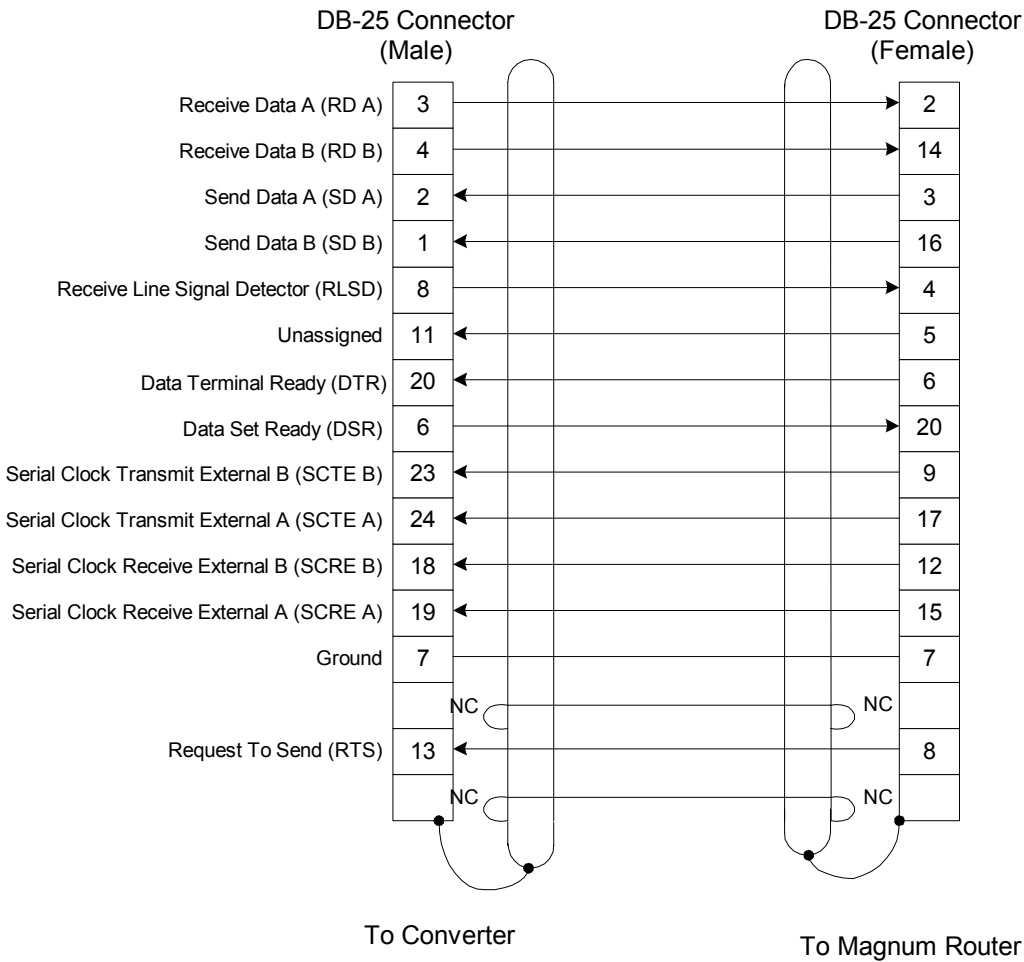 DB-25 Connector
(Male)
DB-25 Connector
(Female)
Receive Data A (RD A) 3 2
Receive Data B (RD B) 4 14
Send Data A (SD A) 2 3
Send Data B (SD B) 1 16
Receive Line Signal Detector (RLSD) 8 4
Unassigned 11 5
Data Terminal Ready (DTR) 20 6
Data Set Ready (DSR) 6 20
Serial Clock Transmit External B (SCTE B) 23 9
Serial Clock Transmit External A (SCTE A) 24 17
Serial Clock Receive External B (SCRE B) 18 12
Serial Clock Receive External A (SCRE A) 19 15
Ground 7 7
NC NC
Request To Send (RTS) 13 8
NC NC
To Converter
To Magnum Router